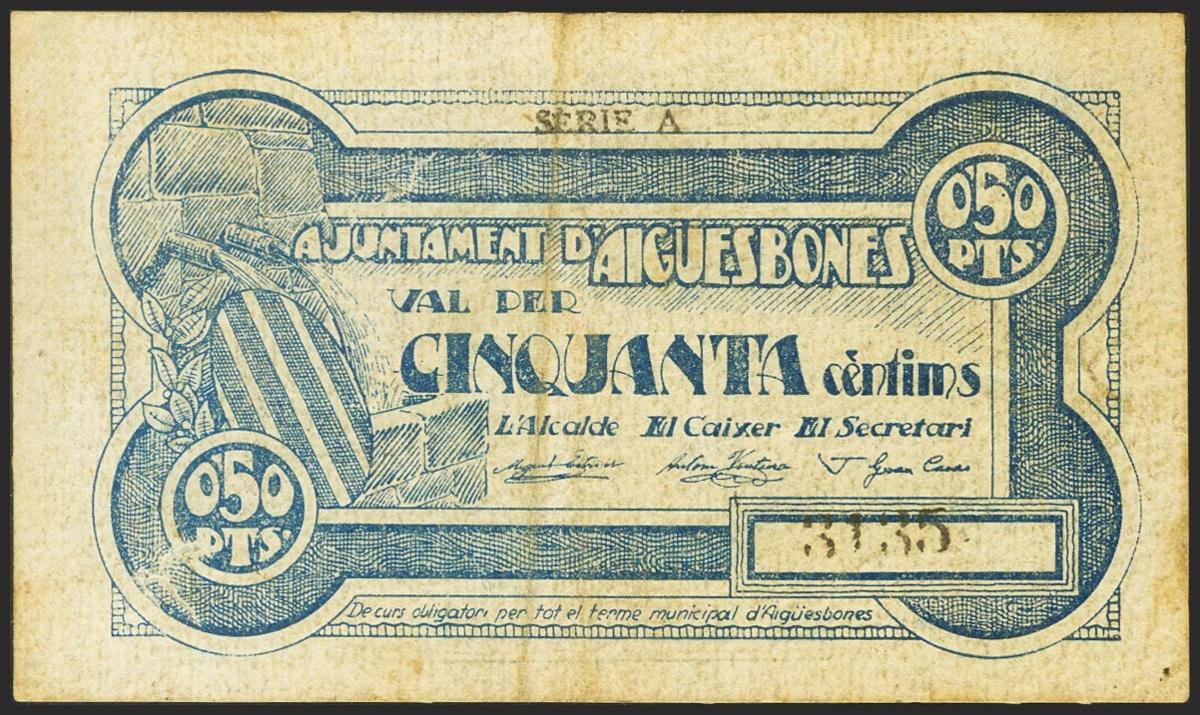 SERIE A
AJUNTAMENT D'AIGUESBONES
0'50 PTS.
VAL PER
CINQUANTA cèntims
L'Alcalde El Caixer El Secretari
0'50 PTS.
3135
De curs obligatori per tot el terme municipal d'Aigüesbones